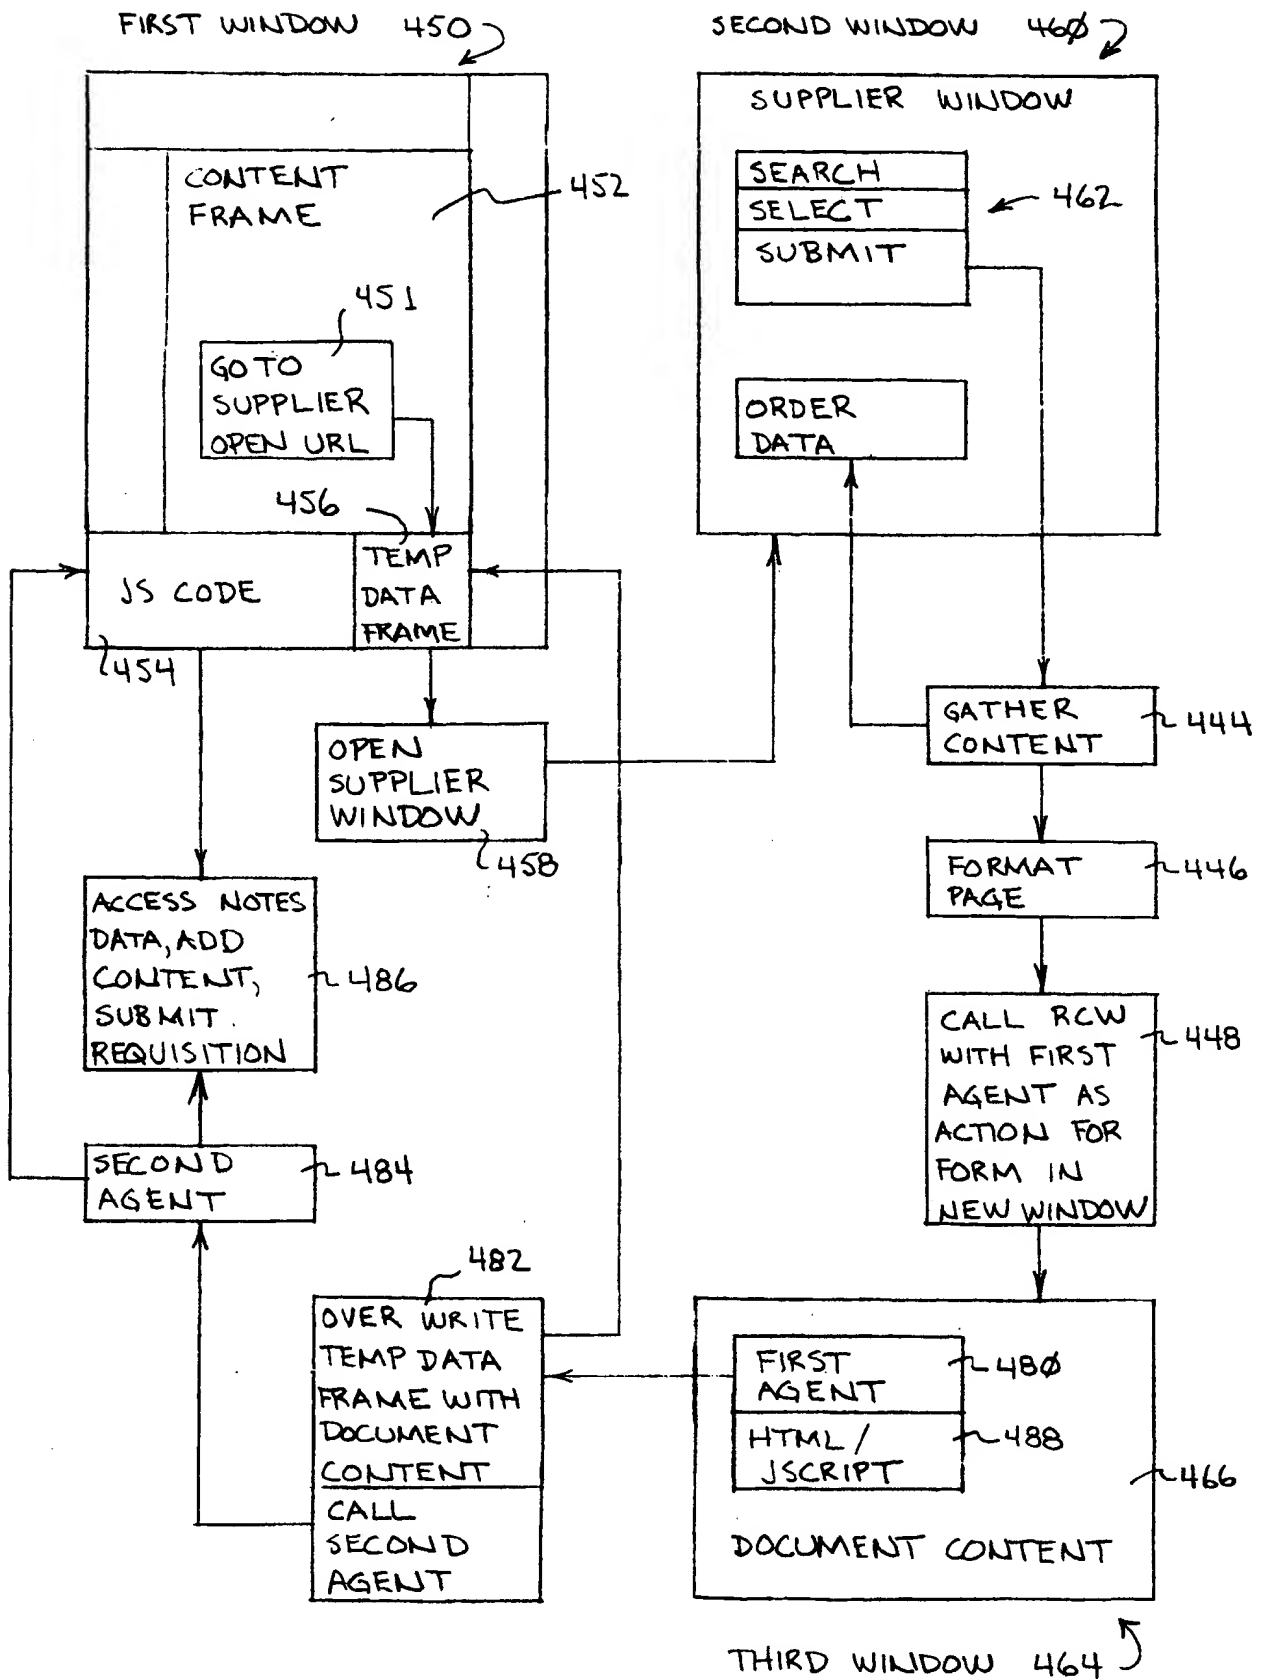 FIRST WINDOW 450
SECOND WINDOW 46Ø
SUPPLIER WINDOW
CONTENT
FRAME
452
SEARCH
SELECT
SUBMIT
462
451
GO TO
SUPPLIER
OPEN URL
ORDER
DATA
456
JS CODE
TEMP
DATA
FRAME
454
GATHER
CONTENT
444
OPEN
SUPPLIER
WINDOW
458
FORMAT
PAGE
446
ACCESS NOTES
DATA, ADD
CONTENT,
SUBMIT
REQUISITION
486
CALL RCW
WITH FIRST
AGENT AS
ACTION FOR
FORM IN
NEW WINDOW
448
SECOND
AGENT
484
482
OVER WRITE
TEMP DATA
FRAME WITH
DOCUMENT
CONTENT
CALL
SECOND
AGENT
FIRST
AGENT
48Ø
HTML/
JSCRIPT
488
466
DOCUMENT CONTENT
THIRD WINDOW 464